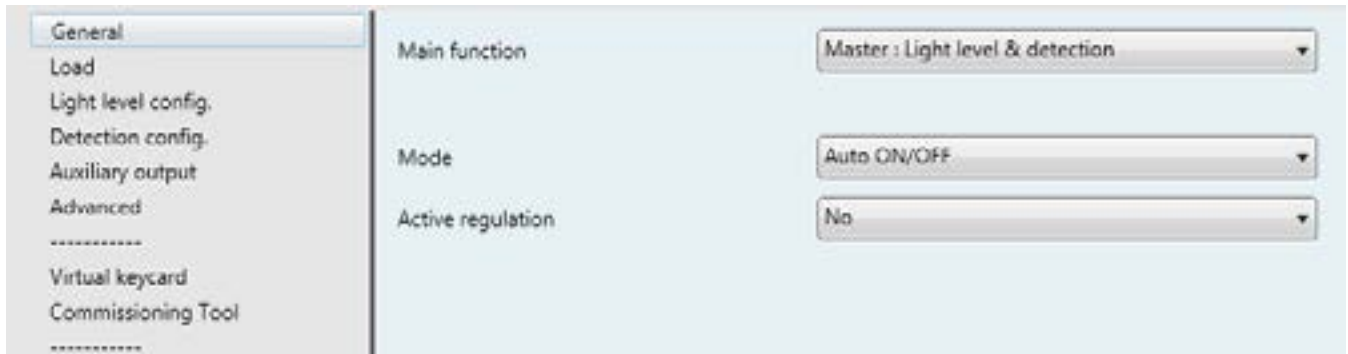 General
Load
Light level config.
Detection config.
Auxiliary output
Advanced
-----------
Virtual keycard
Commissioning Tool
-----------
Main function
Master : Light level & detection
Mode
Auto ON/OFF
Active regulation
No